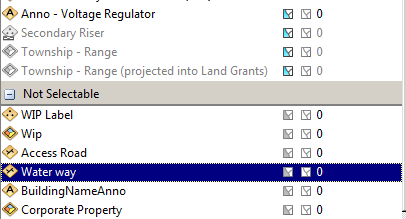 Anno - Voltage Regulator 0
Secondary Riser 0
Township - Range 0
Township - Range (projected into Land Grants) 0
Not Selectable
WIP Label 0
Wip 0
Access Road 0
Water way 0
BuildingNameAnno 0
Corporate Property 0